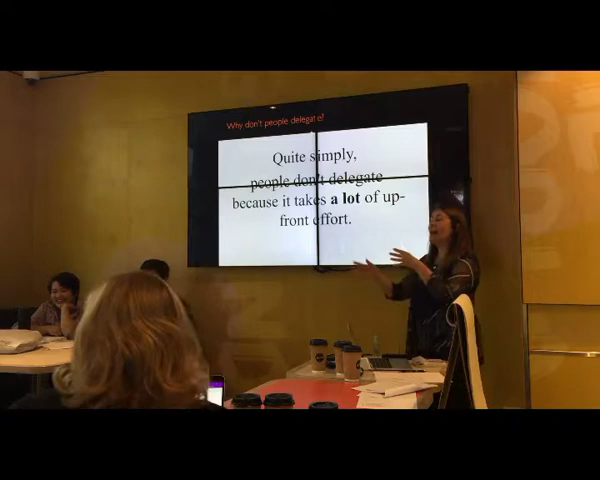 Why don't people delegate?
Quite simply,
people don't delegate
because it takes a lot of up-
front effort.